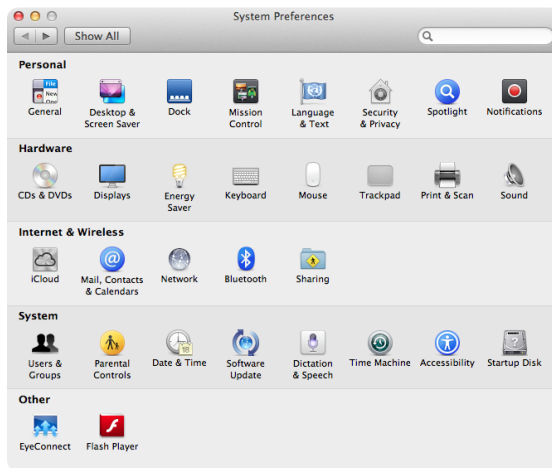 System Preferences
Show All
Personal
File
New
General
Desktop &
Screen Saver
Dock
Mission
Control
Language
& Text
Security
& Privacy
Spotlight
Notifications
Hardware
CDs & DVDs
Displays
Energy
Saver
Keyboard
Mouse
Trackpad
Print & Scan
Sound
Internet & Wireless
iCloud
@
Mail, Contacts
& Calendars
Network
Bluetooth
Sharing
System
Users &
Groups
Parental
Controls
18
Date & Time
Software
Update
Dictation
& Speech
Time Machine
Accessibility
?
Startup Disk
Other
EyeConnect
Flash Player